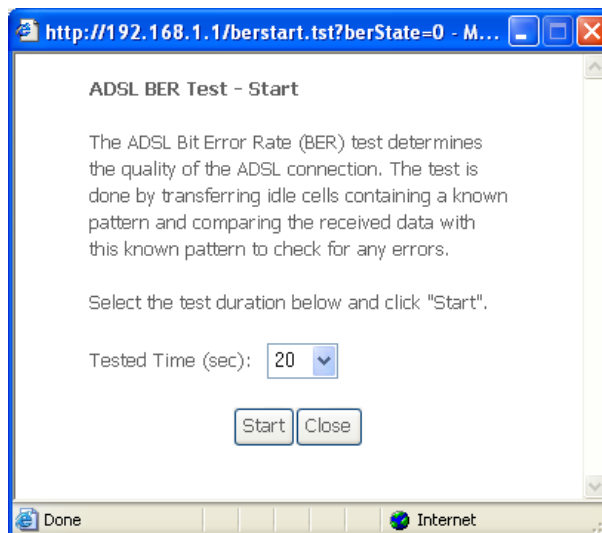 http://192.168.1.1/berstart.tst?berState=0 - M...
ADSL BER Test - Start
The ADSL Bit Error Rate (BER) test determines
the quality of the ADSL connection. The test is
done by transferring idle cells containing a known
pattern and comparing the received data with
this known pattern to check for any errors.
Select the test duration below and click "Start".
Tested Time (sec): 20
Start Close
Done Internet